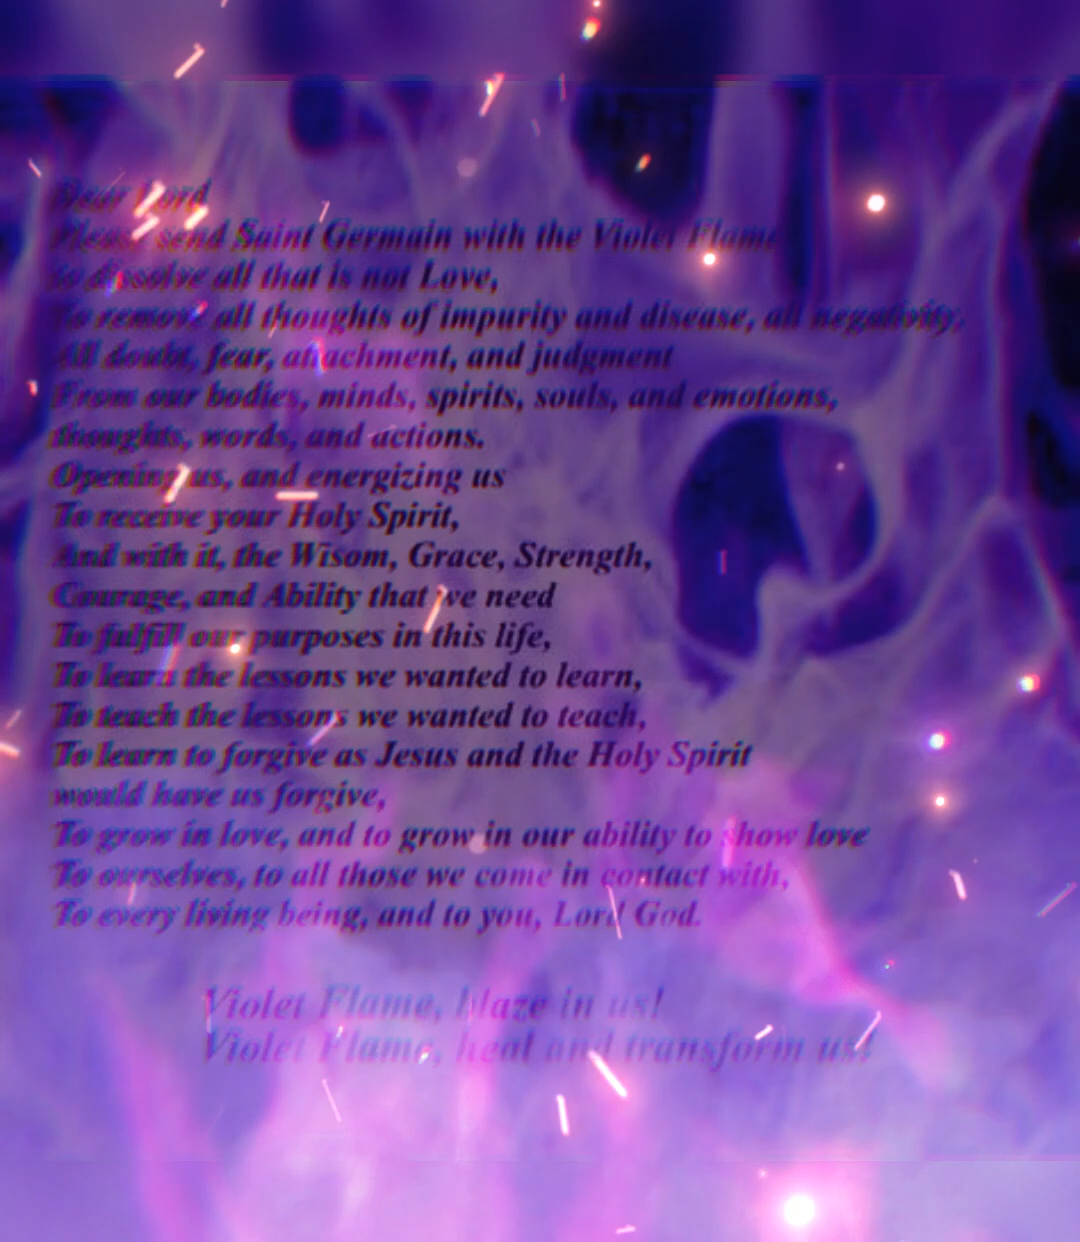 Dear Lord
Please send Saint Germain with the Violet Flame
to dissolve all that is not Love,
To remove all thoughts of impurity and disease, all negativity,
All doubt, fear, attachment, and judgment
From our bodies, minds, spirits, souls, and emotions,
thoughts, words, and actions.
Opening us, and energizing us
To receive your Holy Spirit,
And with it, the Wisom, Grace, Strength,
Courage, and Ability that we need
To fulfill our purposes in this life,
To learn the lessons we wanted to learn,
To teach the lessons we wanted to teach,
To learn to forgive as Jesus and the Holy Spirit
would have us forgive,
To grow in love, and to grow in our ability to show love
To ourselves, to all those we come in contact with,
To every living being, and to you, Lord God.
Violet Flame, blaze in us!
Violet Flame, heal and transform us!